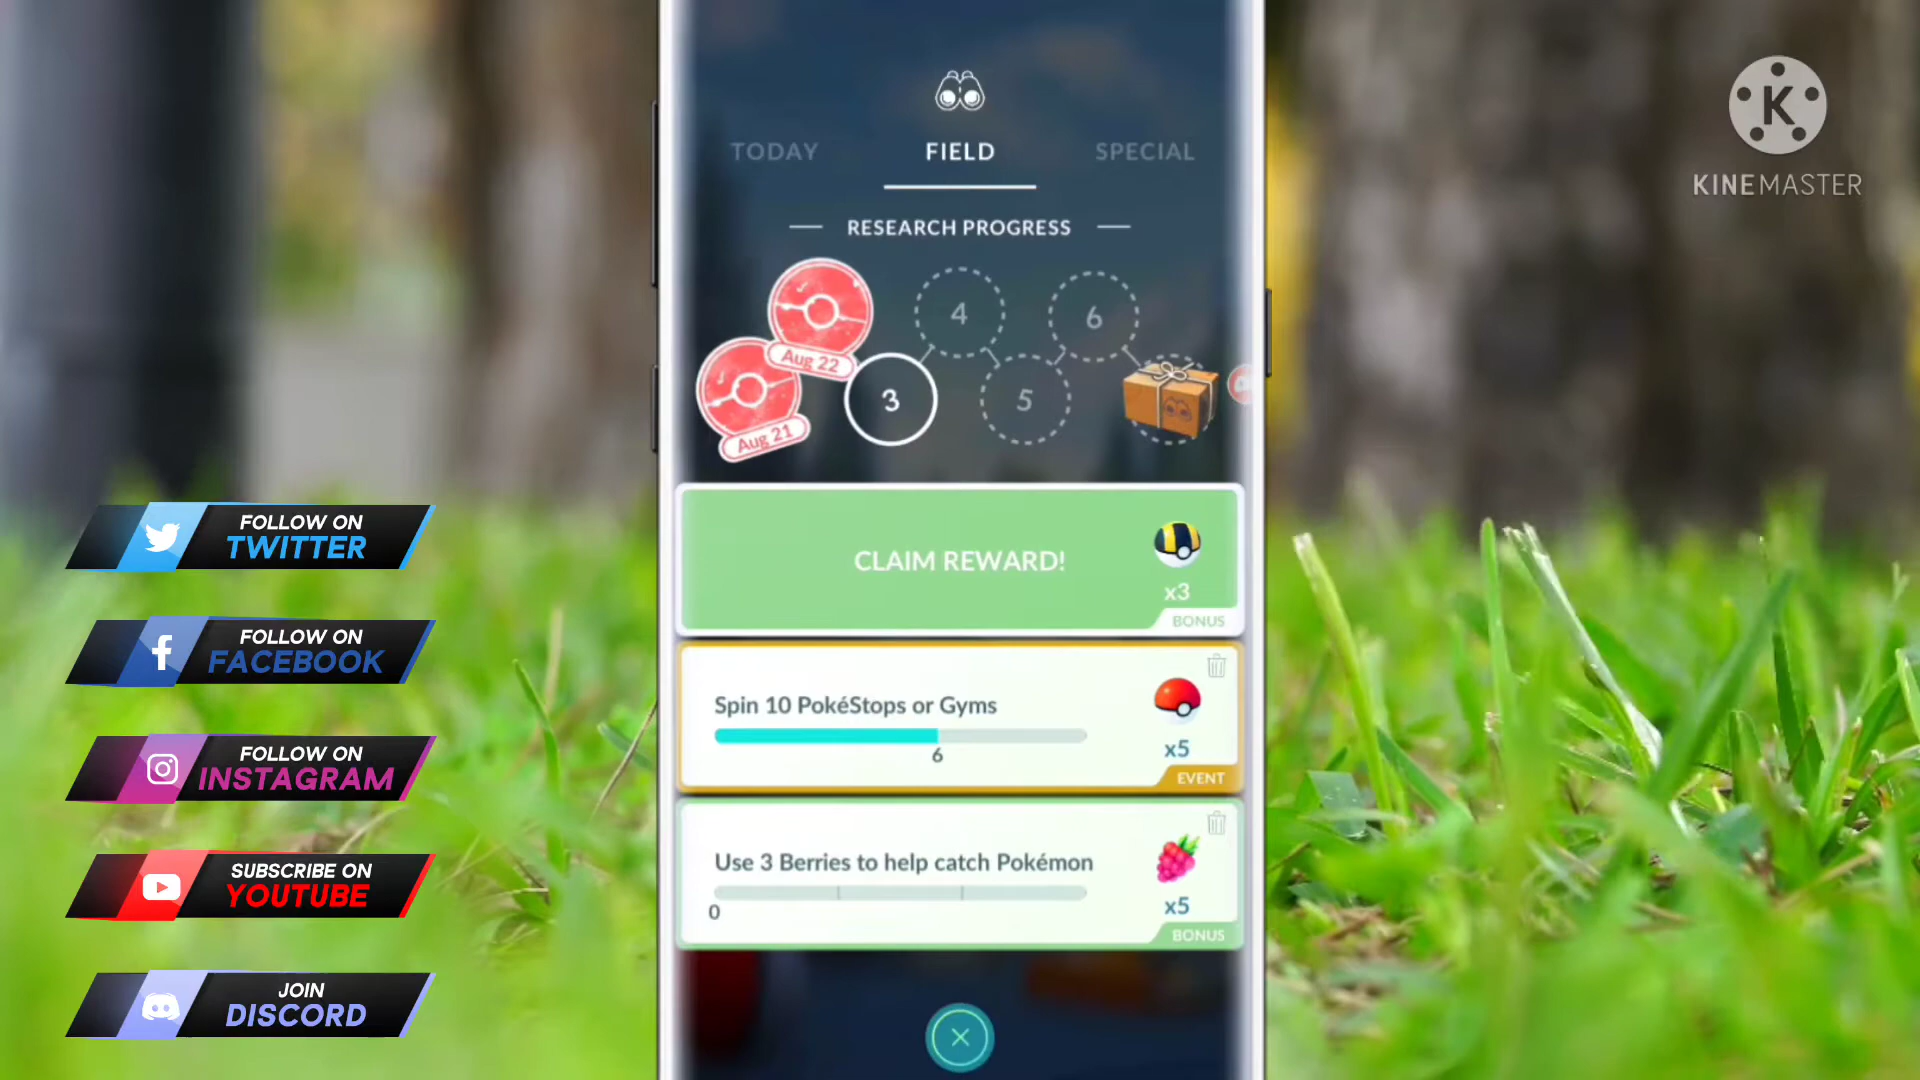 TODAY
FIELD
SPECIAL
RESEARCH PROGRESS
4
6
Aug 22
3
5
Aug 21
CLAIM REWARD!
x3
BONUS
Spin 10 PokéStops or Gyms
6
x5
EVENT
Use 3 Berries to help catch Pokémon
0
x5
BONUS
K
KINEMASTER
FOLLOW ON
TWITTER
FOLLOW ON
FACEBOOK
FOLLOW ON
INSTAGRAM
SUBSCRIBE ON
YOUTUBE
JOIN
DISCORD